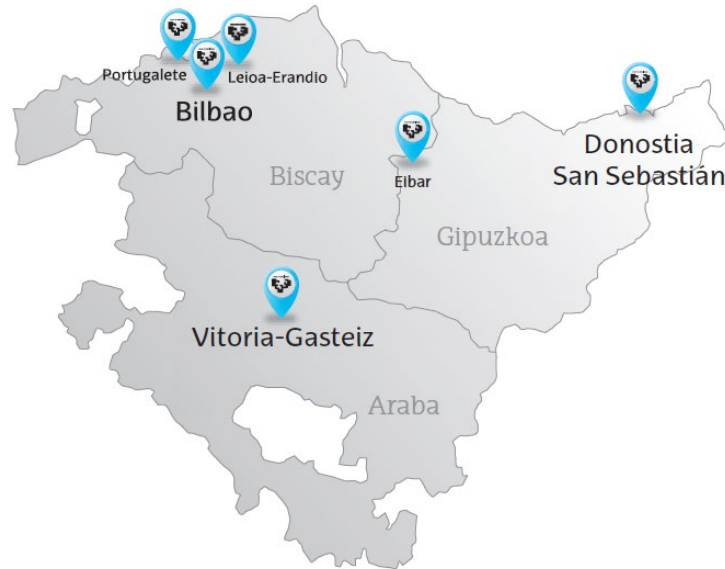 Portugalete
Leioa-Erandio
Bilbao
Donostia
San Sebastián
Biscay
Eibar
Gipuzkoa
Vitoria-Gasteiz
Araba